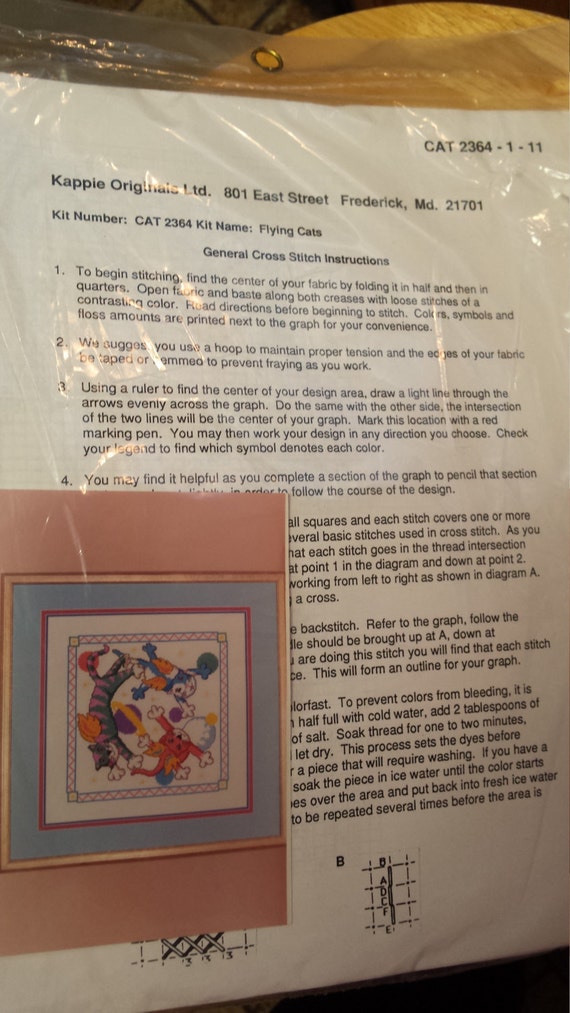 CAT 2364 - 1 - 11
Kappie Originals Ltd. 801 East Street Frederick, Md. 21701
Kit Number: CAT 2364 Kit Name: Flying Cats
General Cross Stitch Instructions
1. To begin stitching, find the center of your fabric by folding it in half and then in
quarters. Open fabric and baste along both creases with loose stitches of a
contrasting color. Read directions before beginning to stitch. Colors, symbols and
floss amounts are printed next to the graph for your convenience.
2. We suggest you use a hoop to maintain proper tension and the edges of your fabric
be taped or hemmed to prevent fraying as you work.
3. Using a ruler to find the center of your design area, draw a light line through the
arrows evenly across the graph. Do the same with the other side, the intersection
of the two lines will be the center of your graph. Mark this location with a red
marking pen. You may then work your design in any direction you choose. Check
your legend to find which symbol denotes each color.
4. You may find it helpful as you complete a section of the graph to pencil that section
in order to follow the course of the design.
all squares and each stitch covers one or more
everal basic stitches used in cross stitch. As you
hat each stitch goes in the thread intersection
at point 1 in the diagram and down at point 2.
working from left to right as shown in diagram A.
a cross.
e backstitch. Refer to the graph, follow the
dle should be brought up at A, down at
are doing this stitch you will find that each stitch
ce. This will form an outline for your graph.
lorfast. To prevent colors from bleeding, it is
half full with cold water, add 2 tablespoons of
of salt. Soak thread for one to two minutes,
let dry. This process sets the dyes before
r a piece that will require washing. If you have a
soak the piece in ice water until the color starts
es over the area and put back into fresh ice water
to be repeated several times before the area is
B
B
A
D
C
F
E
3 3 3